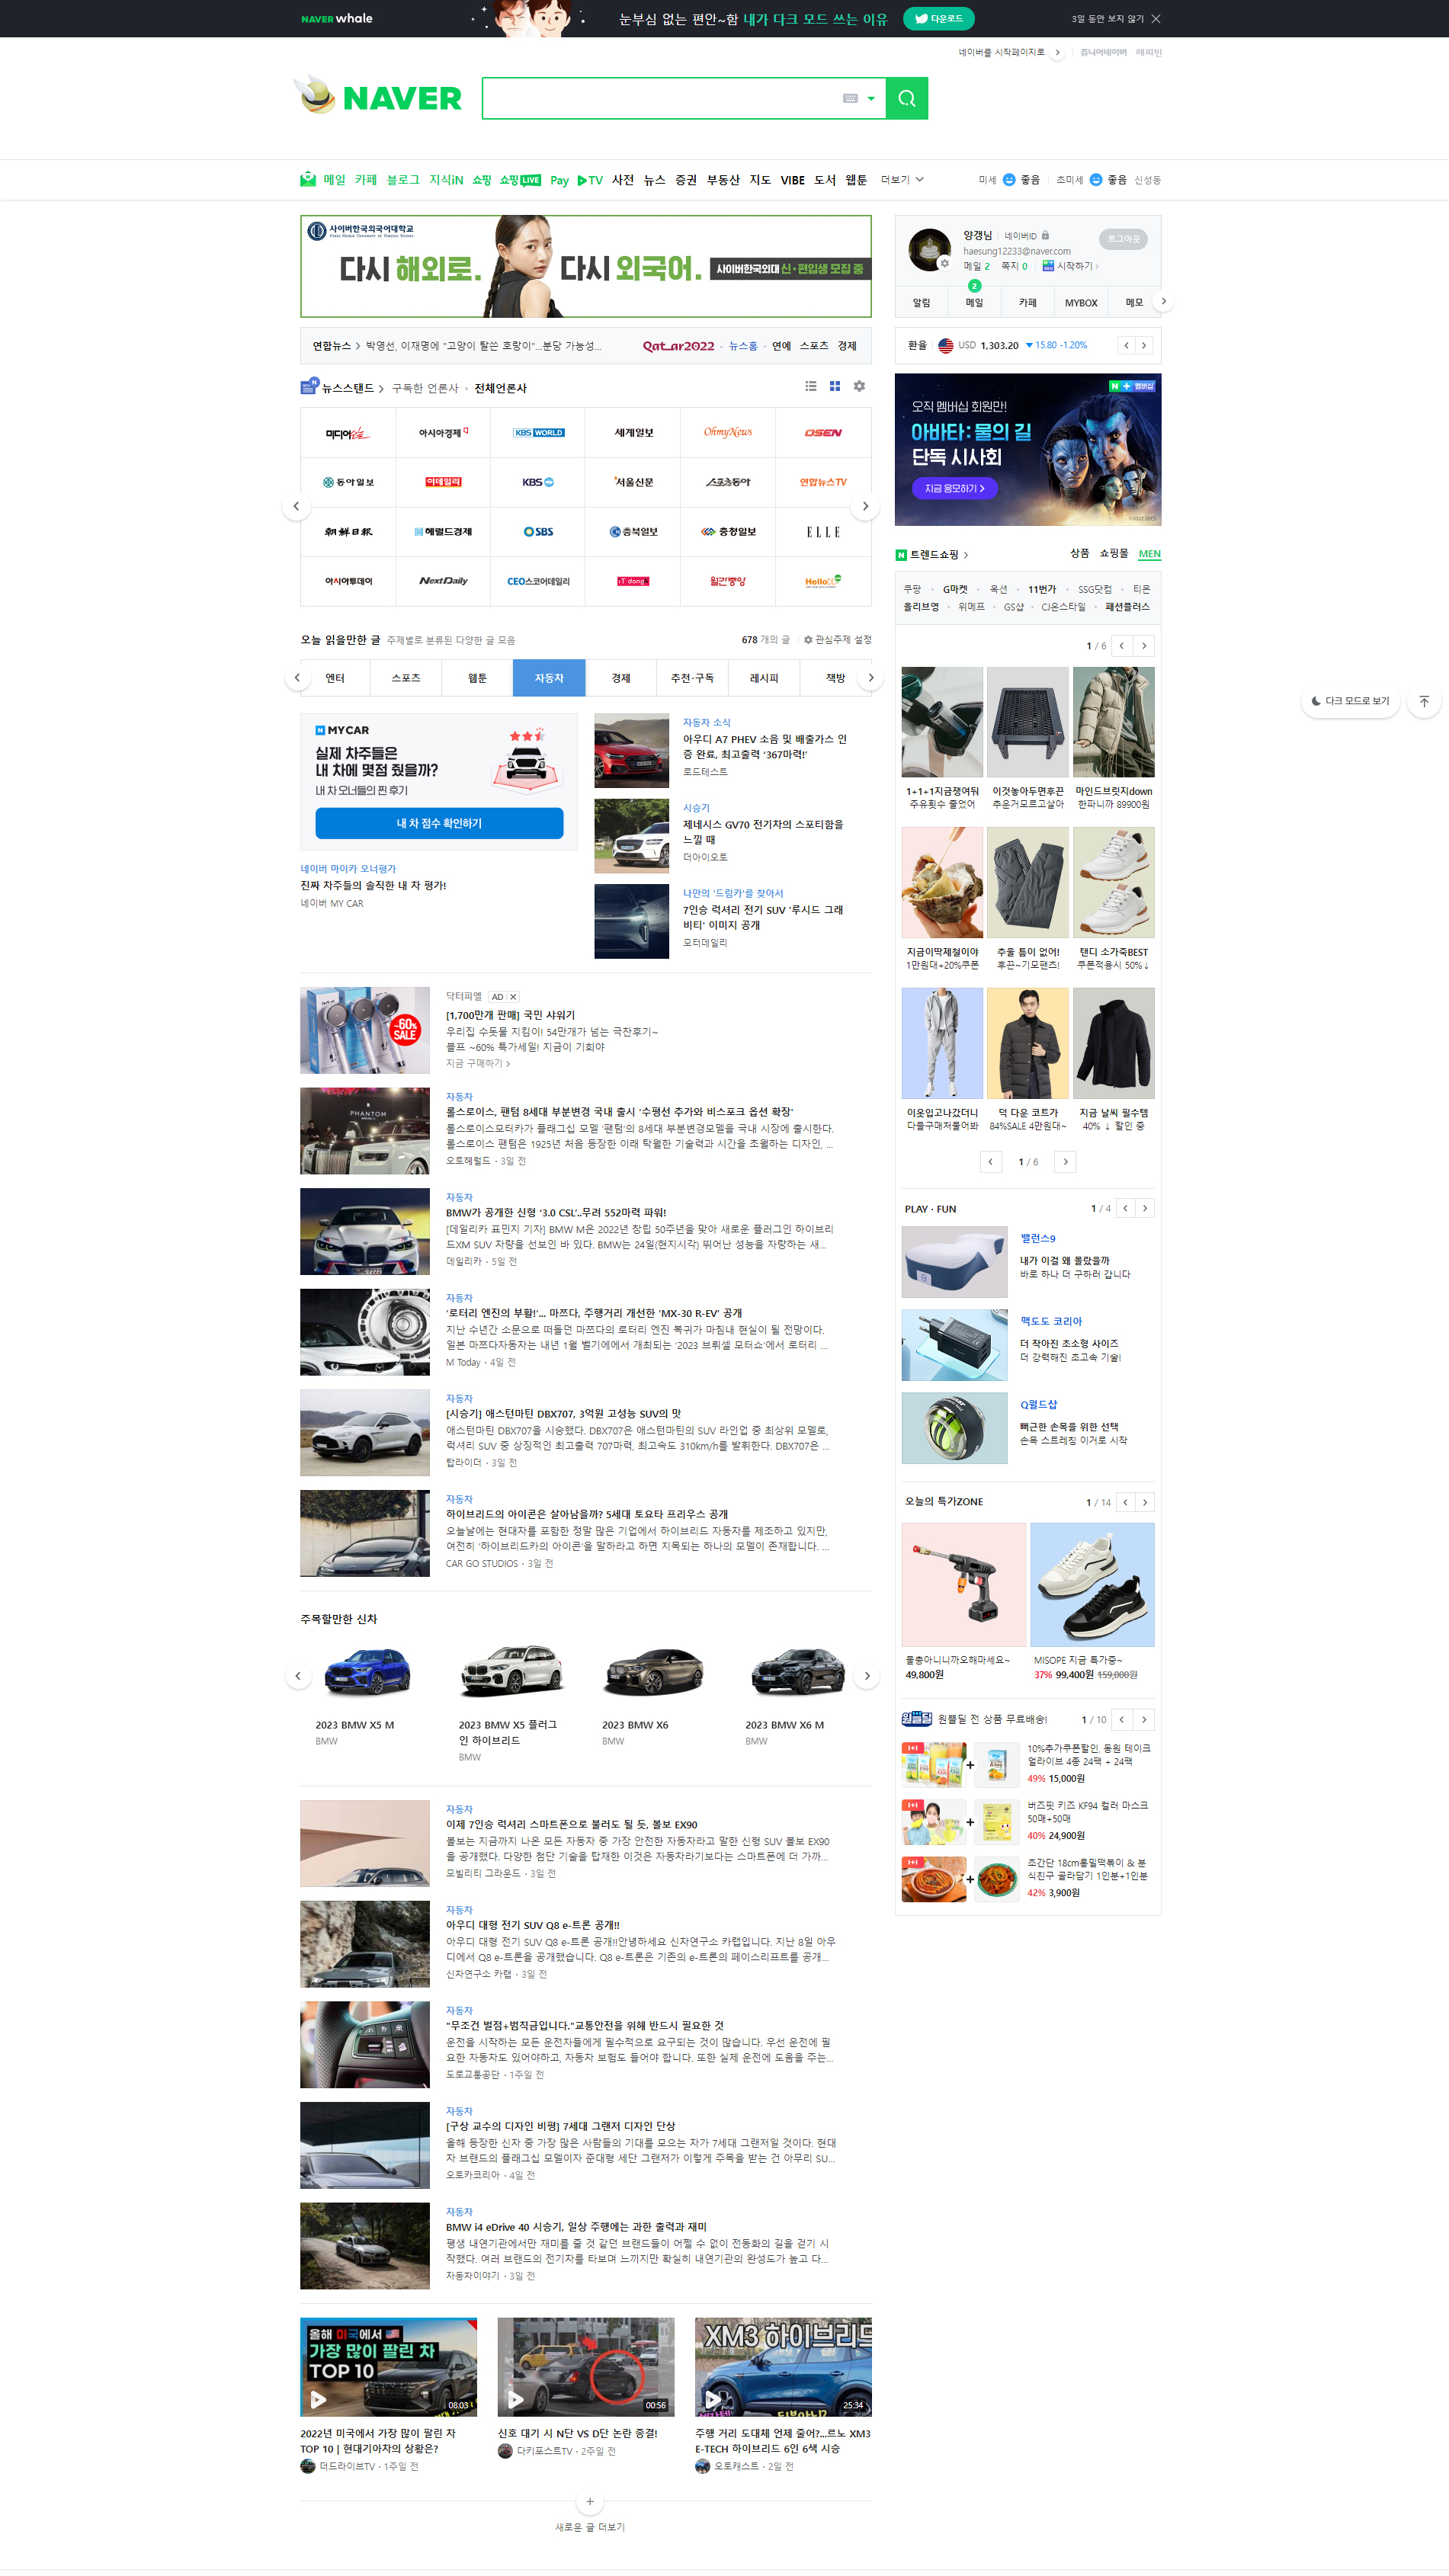 NAVER whale
눈부심 없는 편안~함 내가 다크 모드 쓰는 이유
다운로드
3일 동안 보지 않기
네이버를 시작페이지로
쥬니어네이버 해피빈
NAVER
메일 카페 블로그 지식iN 쇼핑 쇼핑LIVE Pay TV 사전 뉴스 증권 부동산 지도 VIBE 도서 웹툰 더보기
미세 좋음 초미세 좋음 신성동
사이버한국외국어대학교
다시 해외로. 다시 외국어. 사이버한국외대 신·편입생 모집 중
양갱님 네이버ID
로그아웃
haesung12233@naver.com
메일 2 쪽지 0 시작하기
2
알림 메일 카페 MYBOX 메모
연합뉴스 박영선, 이재명에 "고양이 탈쓴 호랑이"...분당 가능성...
Qatar2022 뉴스홈 연예 스포츠 경제
환율 USD 1,303.20 ▼15.80 -1.20%
뉴스스탠드 구독한 언론사 전체언론사
미디어오늘 아시아경제 KBS WORLD 세계일보 OhmyNews OSEN
동아일보 이데일리 KBS 서울신문 스포츠동아 연합뉴스TV
朝鮮日報 헤럴드경제 SBS 충북일보 충청일보 ELLE
아시아투데이 NextDaily CEO스코어데일리 IT dongA 월간중앙 HelloDD
N+ 멤버십
오직 멤버십 회원만!
아바타: 물의 길
단독 시사회
지금 응모하기
트렌드쇼핑
상품 쇼핑몰 MEN
쿠팡 G마켓 옥션 11번가 SSG닷컴 티몬
올리브영 위메프 GS샵 CJ온스타일 패션플러스
1 / 6
1+1+1지금쟁여둬
주유횟수 줄었어
이것놓아두면후끈
추운거모르고살아
마인드브릿지down
한파니까 89900원
지금이딱제철이야
1만원대+20%쿠폰
추울 틈이 없어!
후끈~기모팬츠!
탠디 소가죽BEST
쿠폰적용시 50%↓
이옷입고나갔더니
다들구매처물어봐
덕 다운 코트가
84%SALE 4만원대~
지금 날씨 필수템
40% ↓ 할인 중
1 / 6
오늘 읽을만한 글 주제별로 분류된 다양한 글 모음
678 개의 글 관심주제 설정
엔터 스포츠 웹툰 자동차 경제 추천·구독 레시피 책방
다크 모드로 보기
N MYCAR
실제 차주들은
내 차에 몇점 줬을까?
내 차 오너들의 찐 후기
내 차 점수 확인하기
네이버 마이카 오너평가
진짜 차주들의 솔직한 내 차 평가!
네이버 MY CAR
자동차 소식
아우디 A7 PHEV 소음 및 배출가스 인
증 완료, 최고출력 '367마력!'
로드테스트
시승기
제네시스 GV70 전기차의 스포티함을
느낄 때
더아이오토
나만의 '드림카'를 찾아서
7인승 럭셔리 전기 SUV '루시드 그래
비티' 이미지 공개
모터데일리
~60% SALE
닥터피엘 AD
[1,700만개 판매] 국민 샤워기
우리집 수돗물 지킴이! 54만개가 넘는 극찬후기~
블프 ~60% 특가세일! 지금이 기회야
지금 구매하기
PHANTOM
자동차
롤스로이스, 팬텀 8세대 부분변경 국내 출시 '수평선 추가와 비스포크 옵션 확장'
롤스로이스모터카가 플래그십 모델 '팬텀'의 8세대 부분변경모델을 국내 시장에 출시한다.
롤스로이스 팬텀은 1925년 처음 등장한 이래 탁월한 기술력과 시간을 초월하는 디자인, ...
오토헤럴드 · 3일 전
자동차
BMW가 공개한 신형 '3.0 CSL'..무려 552마력 파워!
[데일리카 표민지 기자] BMW M은 2022년 창립 50주년을 맞아 새로운 플러그인 하이브리
드XM SUV 차량을 선보인 바 있다. BMW는 24일(현지시각) 뛰어난 성능을 자랑하는 새...
데일리카 · 5일 전
자동차
'로터리 엔진의 부활!'... 마쯔다, 주행거리 개선한 'MX-30 R-EV' 공개
지난 수년간 소문으로 떠돌던 마쯔다의 로터리 엔진 복귀가 마침내 현실이 될 전망이다.
일본 마쯔다자동차는 내년 1월 벨기에에서 개최되는 '2023 브뤼셀 모터쇼'에서 로터리 ...
M Today · 4일 전
자동차
[시승기] 애스턴마틴 DBX707, 3억원 고성능 SUV의 맛
애스턴마틴 DBX707을 시승했다. DBX707은 애스턴마틴의 SUV 라인업 중 최상위 모델로,
럭셔리 SUV 중 상징적인 최고출력 707마력, 최고속도 310km/h를 발휘한다. DBX707은 ...
탑라이더 · 3일 전
자동차
하이브리드의 아이콘은 살아남을까? 5세대 토요타 프리우스 공개
오늘날에는 현대차를 포함한 정말 많은 기업에서 하이브리드 자동차를 제조하고 있지만,
여전히 '하이브리드카의 아이콘'을 말하라고 하면 지목되는 하나의 모델이 존재합니다. ...
CAR GO STUDIOS · 3일 전
PLAY · FUN 1 / 4
밸런스9
내가 이걸 왜 몰랐을까
바로 하나 더 구하러 갑니다
맥도도 코리아
더 작아진 초소형 사이즈
더 강력해진 초고속 기술!
Q월드샵
뻐근한 손목을 위한 선택
손목 스트레칭 이거로 시작
오늘의 특가ZONE 1 / 14
물총아니니까오해마세요~
49,800원
MISOPE 지금 특가중~
37% 99,400원 159,000원
원쁠딜 원쁠딜 전 상품 무료배송! 1 / 10
1+1
10%추가쿠폰할인, 동원 테이크
얼라이브 4종 24팩 + 24팩
49% 15,000원
1+1
버즈핏 키즈 KF94 컬러 마스크
50매+50매
40% 24,900원
1+1
초간단 18cm롱밀떡볶이 & 분
식진구 골라담기 1인분+1인분
42% 3,900원
주목할만한 신차
2023 BMW X5 M
BMW
2023 BMW X5 플러그
인 하이브리드
BMW
2023 BMW X6
BMW
2023 BMW X6 M
BMW
자동차
이제 7인승 럭셔리 스마트폰으로 불러도 될 듯, 볼보 EX90
볼보는 지금까지 나온 모든 자동차 중 가장 안전한 자동차라고 말한 신형 SUV 볼보 EX90
을 공개했다. 다양한 첨단 기술을 탑재한 이것은 자동차라기보다는 스마트폰에 더 가까...
모빌리티 그라운드 · 3일 전
자동차
아우디 대형 전기 SUV Q8 e-트론 공개!!
아우디 대형 전기 SUV Q8 e-트론 공개!!안녕하세요 신차연구소 카랩입니다. 지난 8일 아우
디에서 Q8 e-트론을 공개했습니다. Q8 e-트론은 기존의 e-트론의 페이스리프트를 공개...
신차연구소 카랩 · 3일 전
자동차
"무조건 벌점+범칙금입니다."교통안전을 위해 반드시 필요한 것
운전을 시작하는 모든 운전자들에게 필수적으로 요구되는 것이 많습니다. 우선 운전에 필
요한 자동차도 있어야하고, 자동차 보험도 들어야 합니다. 또한 실제 운전에 도움을 주는...
도로교통공단 · 1주일 전
자동차
[구상 교수의 디자인 비평] 7세대 그랜저 디자인 단상
올해 등장한 신차 중 가장 많은 사람들의 기대를 모으는 차가 7세대 그랜저일 것이다. 현대
차 브랜드의 플래그십 모델이자 준대형 세단 그랜저가 이렇게 주목을 받는 건 아무리 SU...
오토카코리아 · 4일 전
자동차
BMW i4 eDrive 40 시승기, 일상 주행에는 과한 출력과 재미
평생 내연기관에서만 재미를 줄 것 같던 브랜드들이 어쩔 수 없이 전동화의 길을 걷기 시
작했다. 여러 브랜드의 전기차를 타보며 느끼지만 확실히 내연기관의 완성도가 높고 다...
자동차이야기 · 3일 전
올해 미국에서
가장 많이 팔린 차
TOP 10
08:03
00:56
XM3 하이브리드
25:34
2022년 미국에서 가장 많이 팔린 차
TOP 10 | 현대기아차의 상황은?
더드라이브TV · 1주일 전
신호 대기 시 N단 VS D단 논란 종결!
다키포스트TV · 2주일 전
주행 거리 도대체 언제 줄어?...르노 XM3
E-TECH 하이브리드 6인 6색 시승
오토캐스트 · 2일 전
새로운 글 더보기